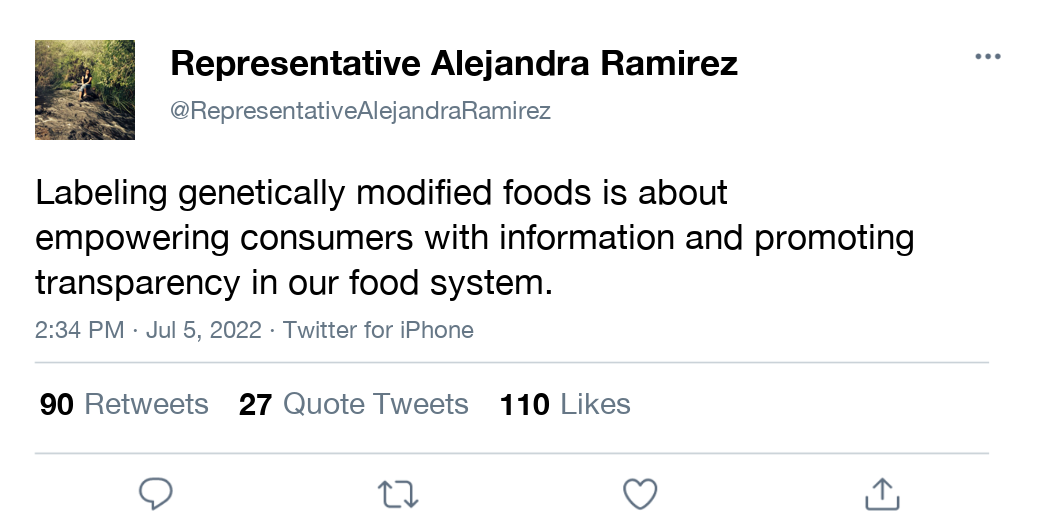 Representative Alejandra Ramirez
@RepresentativeAlejandraRamirez
Labeling genetically modified foods is about
empowering consumers with information and promoting
transparency in our food system.
2:34 PM · Jul 5, 2022 · Twitter for iPhone
90 Retweets 27 Quote Tweets 110 Likes